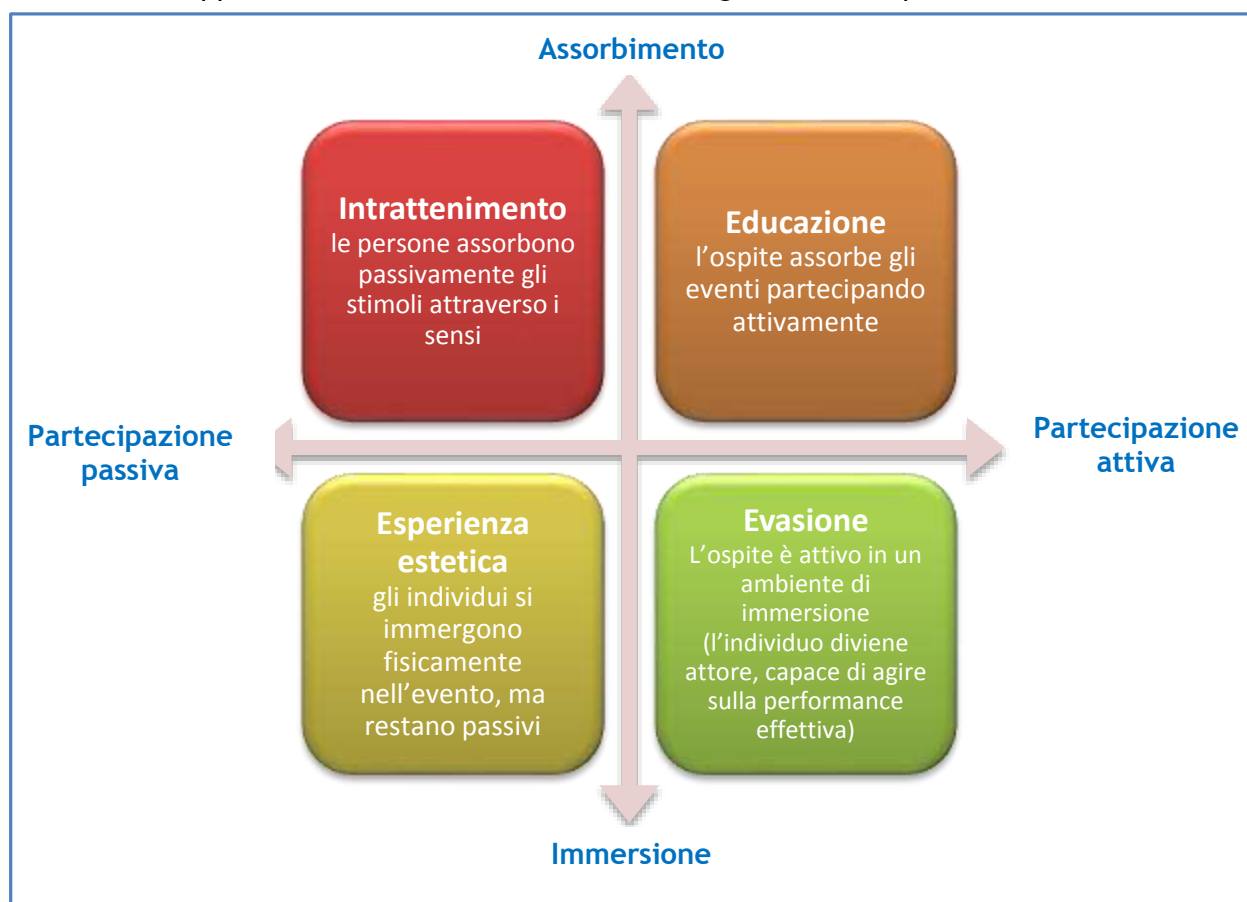 Assorbimento
Intrattenimento
le persone assorbono
passivamente gli
stimoli attraverso i
sensi
Educazione
l’ospite assorbe gli
eventi partecipando
attivamente
Partecipazione
passiva
Partecipazione
attiva
Esperienza
estetica
gli individui si
immergono
fisicamente
nell’evento, ma
restano passivi
Evasione
L’ospite è attivo in un
ambiente di
immersione
(l’individuo diviene
attore, capace di agire
sulla performance
effettiva)
Immersione